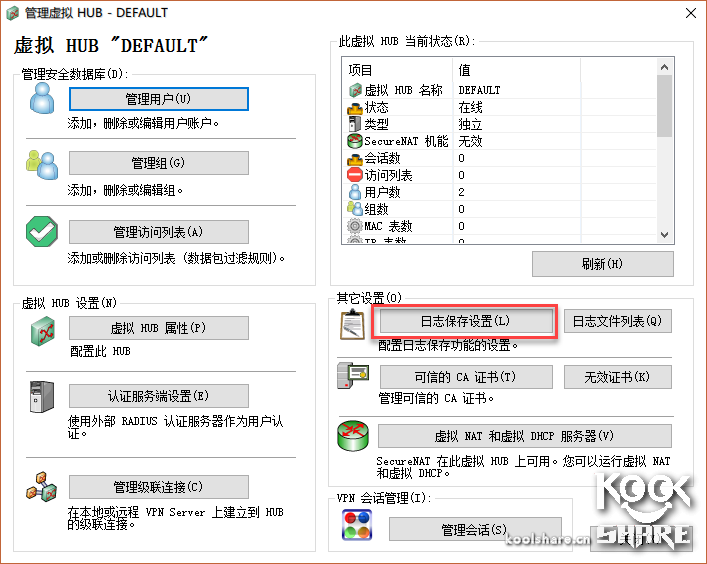 管理虚拟 HUB - DEFAULT
虚拟 HUB "DEFAULT"
管理安全数据库(D):
管理用户(U)
添加，删除或编辑用户账户。
管理组(G)
添加，删除或编辑组。
管理访问列表(A)
添加或删除访问列表 (数据包过滤规则)。
虚拟 HUB 设置(N)
虚拟 HUB 属性(P)
配置此 HUB
认证服务端设置(E)
使用外部 RADIUS 认证服务器作为用户认
证。
管理级联连接(C)
在本地或远程 VPN Server 上建立到 HUB
的级联连接。
此虚拟 HUB 当前状态(R):
项目 值
虚拟 HUB 名称 DEFAULT
状态 在线
类型 独立
SecureNAT 机能 无效
会话数 0
访问列表 0
用户数 2
组数 0
MAC 表数 0
IP 表数 0
刷新(H)
其它设置(O)
日志保存设置(L) 日志文件列表(Q)
配置日志保存功能的设置。
可信的 CA 证书(T) 无效证书(K)
管理可信的 CA 证书。
虚拟 NAT 和虚拟 DHCP 服务器(V)
SecureNAT 在此虚拟 HUB 上可用。您可以运行虚拟 NAT
和虚拟 DHCP。
VPN 会话管理(I):
管理会话(S)
koolshare.cn
KOOL
SHARE